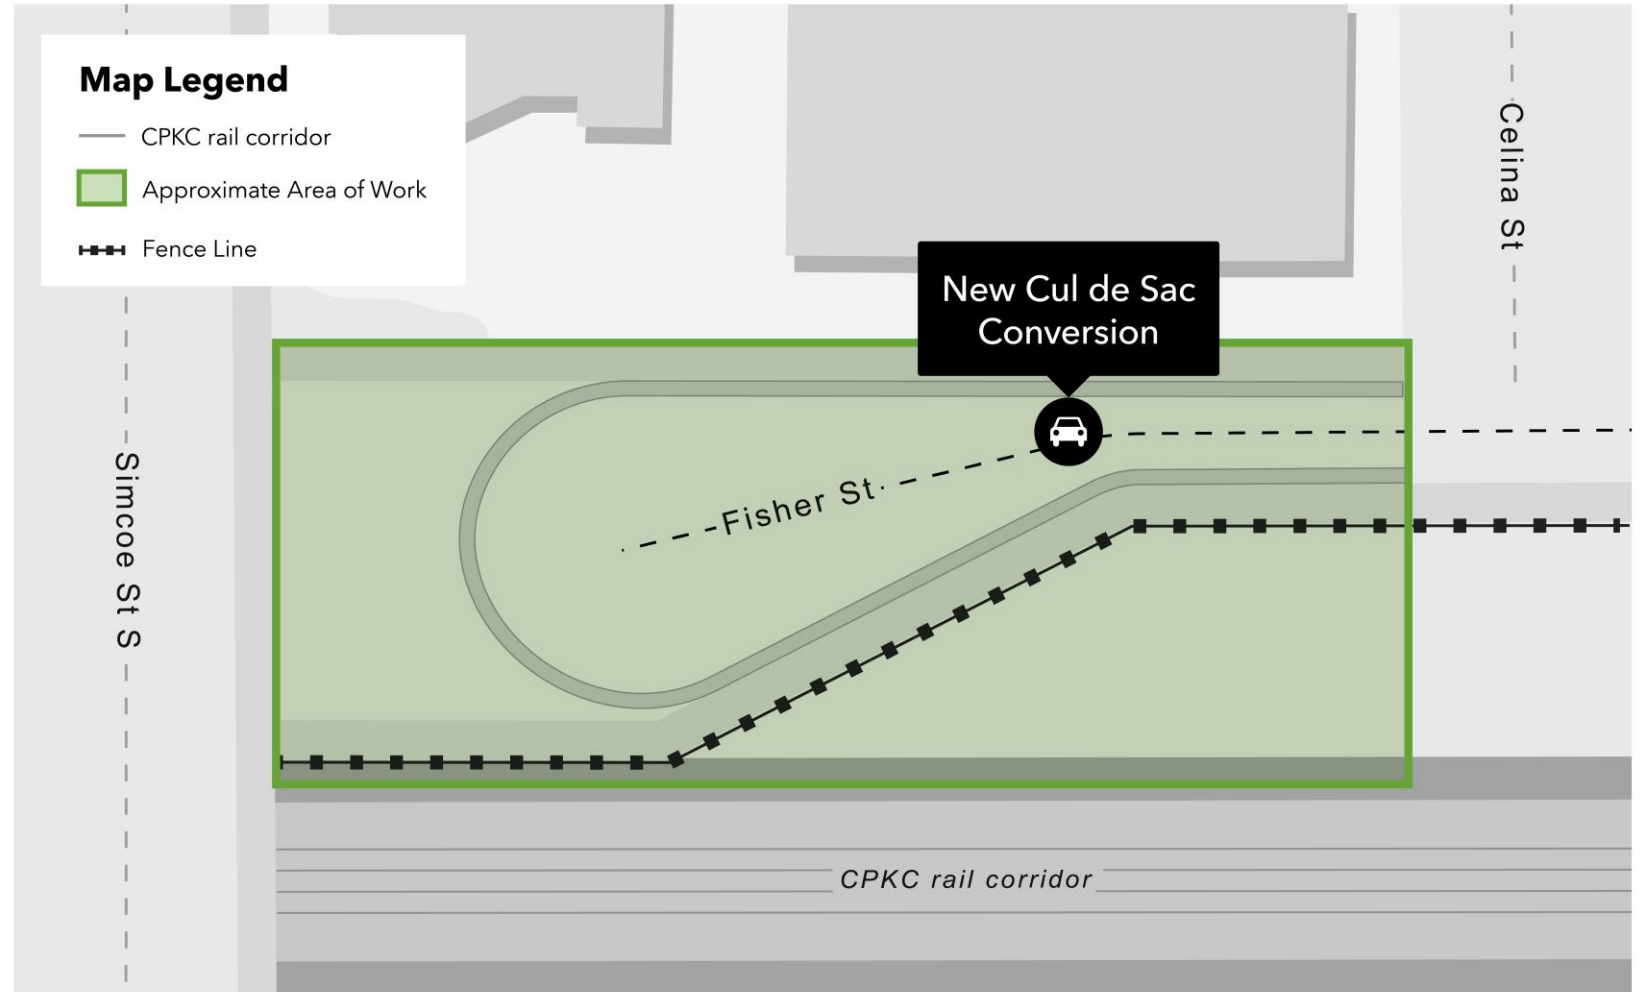 Map Legend
CPKC rail corridor
Approximate Area of Work
Fence Line
Celina St
New Cul de Sac
Conversion
Fisher St
Simcoe St S
CPKC rail corridor